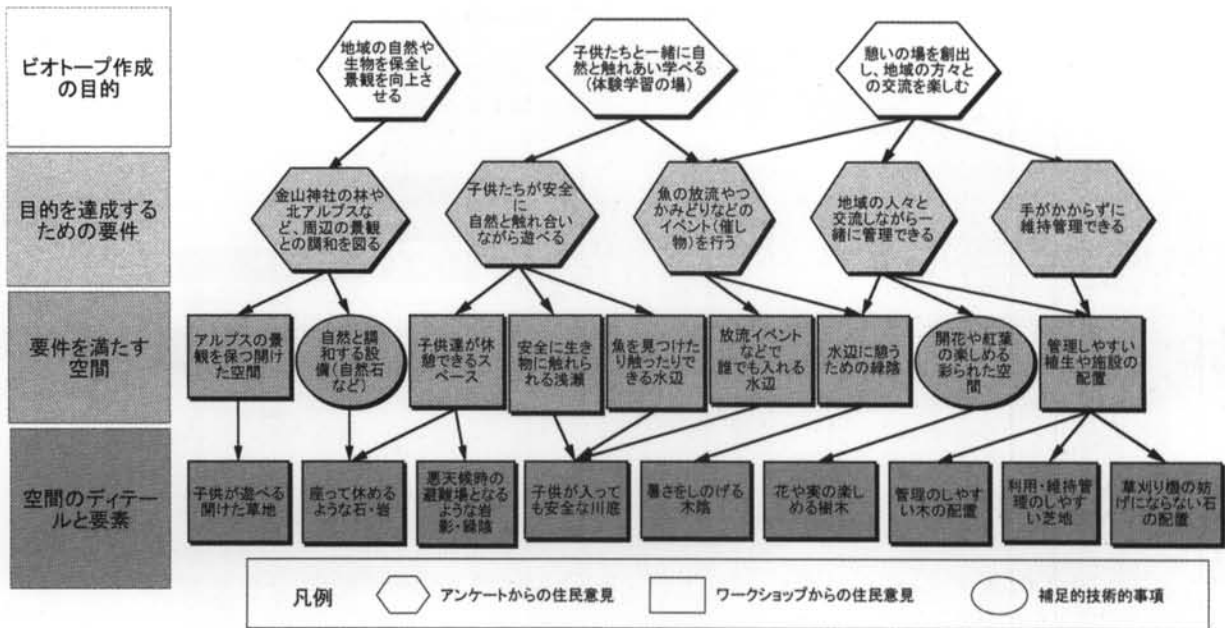 ビオトープ作成
の目的
地域の自然や
生物を保全し
景観を向上さ
せる
子供たちと一緒に自
然と触れあい学べる
(体験学習の場)
憩いの場を創出
し、地域の方々と
の交流を楽しむ
目的を達成する
ための要件
金山神社の林や
北アルプスな
ど、周辺の景観
との調和を図る
子供たちが安全
に
自然と触れ合い
ながら遊べる
魚の放流やつ
かみどりなどの
イベント(催し
物)を行う
地域の人々と
交流しながら一
緒に管理できる
手がかからずに
維持管理できる
要件を満たす
空間
アルプスの景
観を保つ開け
た空間
自然と調
和する設
備(自然石
など)
子供達が休
憩できるス
ペース
安全に生き
物に触れら
れる浅瀬
魚を見つけた
り触ったりで
きる水辺
放流イベント
などで
誰でも入れる
水辺
水辺に憩う
ための緑陰
開花や紅葉
の楽しめる
彩られた空
間
管理しやすい
植生や施設の
配置
空間のディテー
ルと要素
子供が遊べる
開けた草地
座って休める
ような石・岩
悪天候時の
避難場となる
ような岩
影・緑陰
子供が入って
も安全な川底
暑さをしのげる
木陰
花や実の楽し
める樹木
管理のしやす
い木の配置
利用・維持管
理のしやす
い芝地
草刈り機の妨
げにならない石
の配置
凡例
アンケートからの住民意見
ワークショップからの住民意見
補足的技術的事項